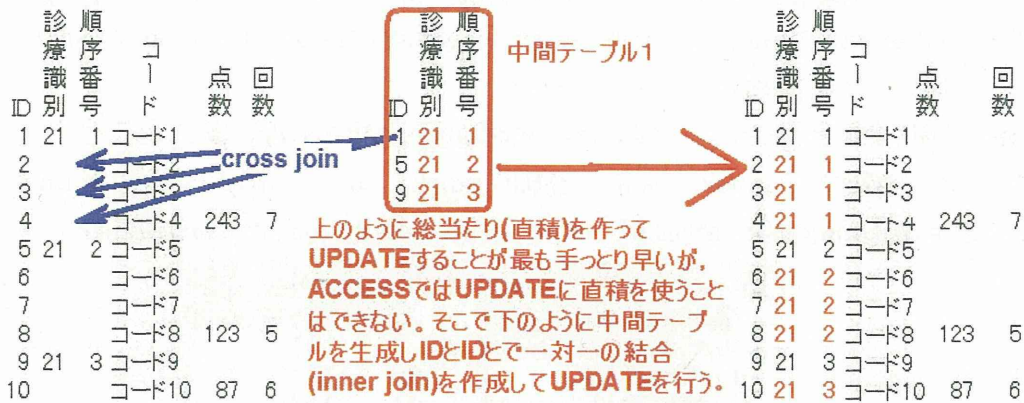 ID 診療識別 順序番号 コード 点数 回数
1 21 1 コード1
2 コード2
3 コード3
4 コード4 243 7
5 21 2 コード5
6 コード6
7 コード7
8 コード8 123 5
9 21 3 コード9
10 コード10 87 6
cross join
中間テーブル1
ID 診療識別 順序番号
1 21 1
5 21 2
9 21 3
上のように総当たり(直積)を作って
UPDATEすることが最も手っとり早いが,
ACCESSではUPDATEに直積を使うこと
はできない。そこで下のように中間テーブ
ルを生成しIDとIDとで一対一の結合
(inner join)を作成してUPDATEを行う。
ID 診療識別 順序番号 コード 点数 回数
1 21 1 コード1
2 21 1 コード2
3 21 1 コード3
4 21 1 コード4 243 7
5 21 2 コード5
6 21 2 コード6
7 21 2 コード7
8 21 2 コード8 123 5
9 21 3 コード9
10 21 3 コード10 87 6